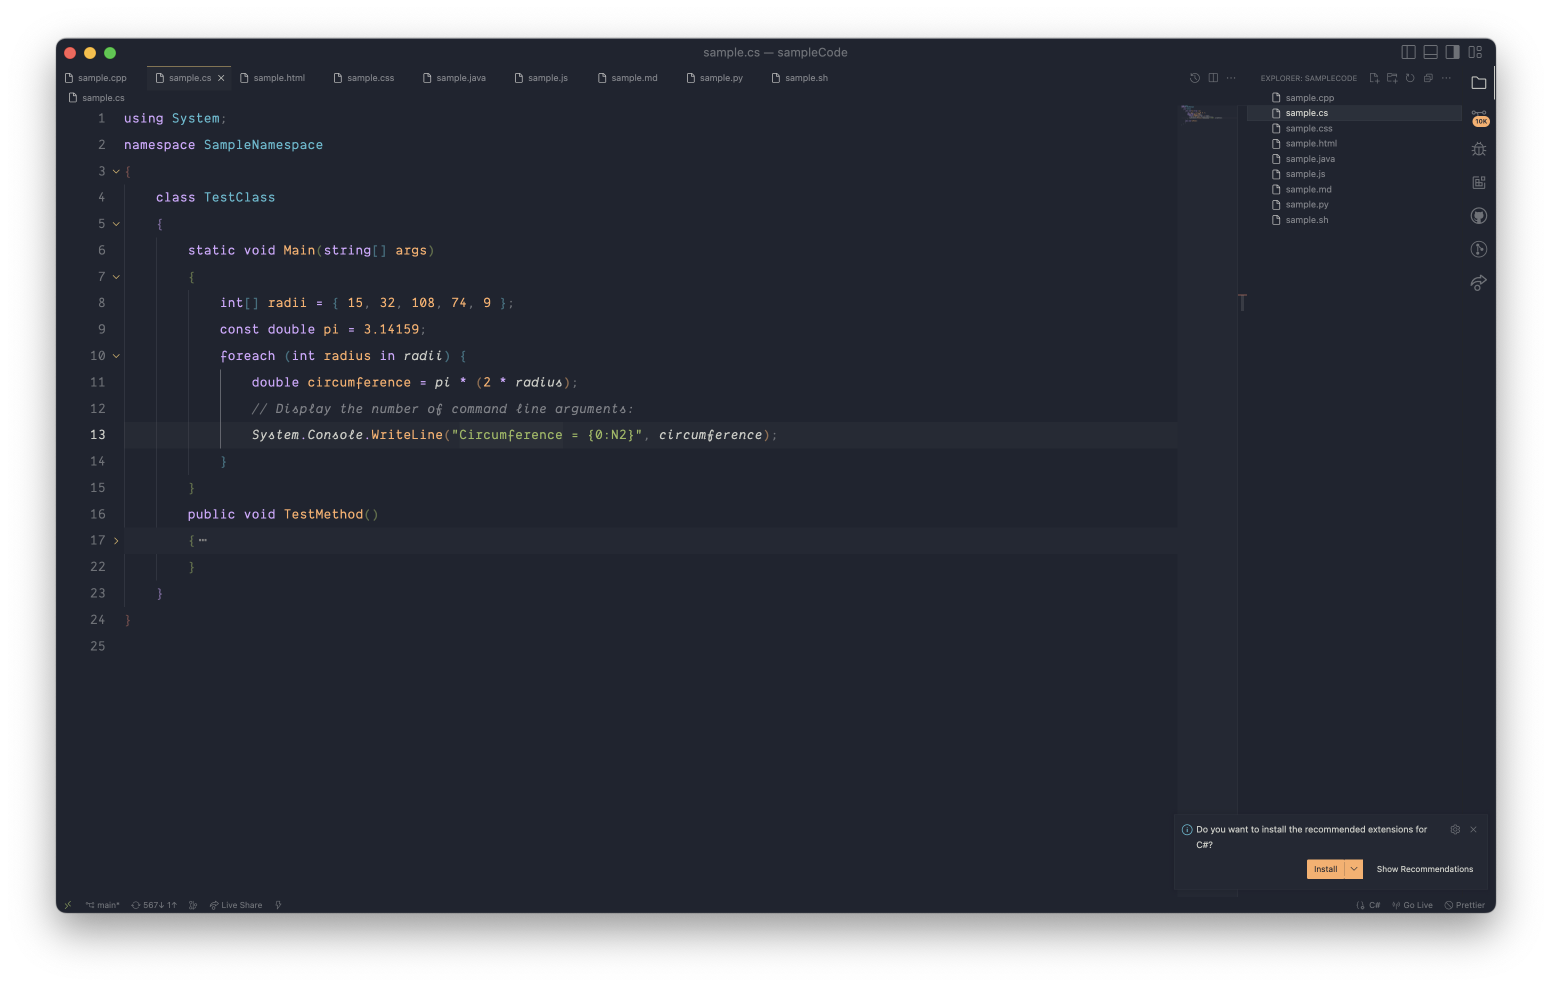 sample.cs — sampleCode
sample.cpp sample.cs sample.html sample.css sample.java sample.js sample.md sample.py sample.sh
sample.cs
1 using System;
2 namespace SampleNamespace
3 {
4 class TestClass
5 {
6 static void Main(string[] args)
7 {
8 int[] radii = { 15, 32, 108, 74, 9 };
9 const double pi = 3.14159;
10 foreach (int radius in radii) {
11 double circumference = pi * (2 * radius);
12 // Display the number of command line arguments:
13 System.Console.WriteLine("Circumference = {0:N2}", circumference);
14 }
15 }
16 public void TestMethod()
17 { ⋯
22 }
23 }
24 }
25
EXPLORER: SAMPLECODE
sample.cpp
sample.cs
sample.css
sample.html
sample.java
sample.js
sample.md
sample.py
sample.sh
10K
Do you want to install the recommended extensions for
C#?
Install Show Recommendations
main* 567↓ 1↑ Live Share
C# Go Live Prettier